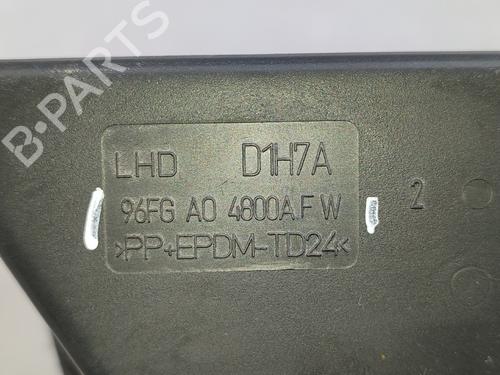 B-PARTS
LHD D1H7A
96FG A0 4800A.F W
>PP+EPDM-TD24<
2